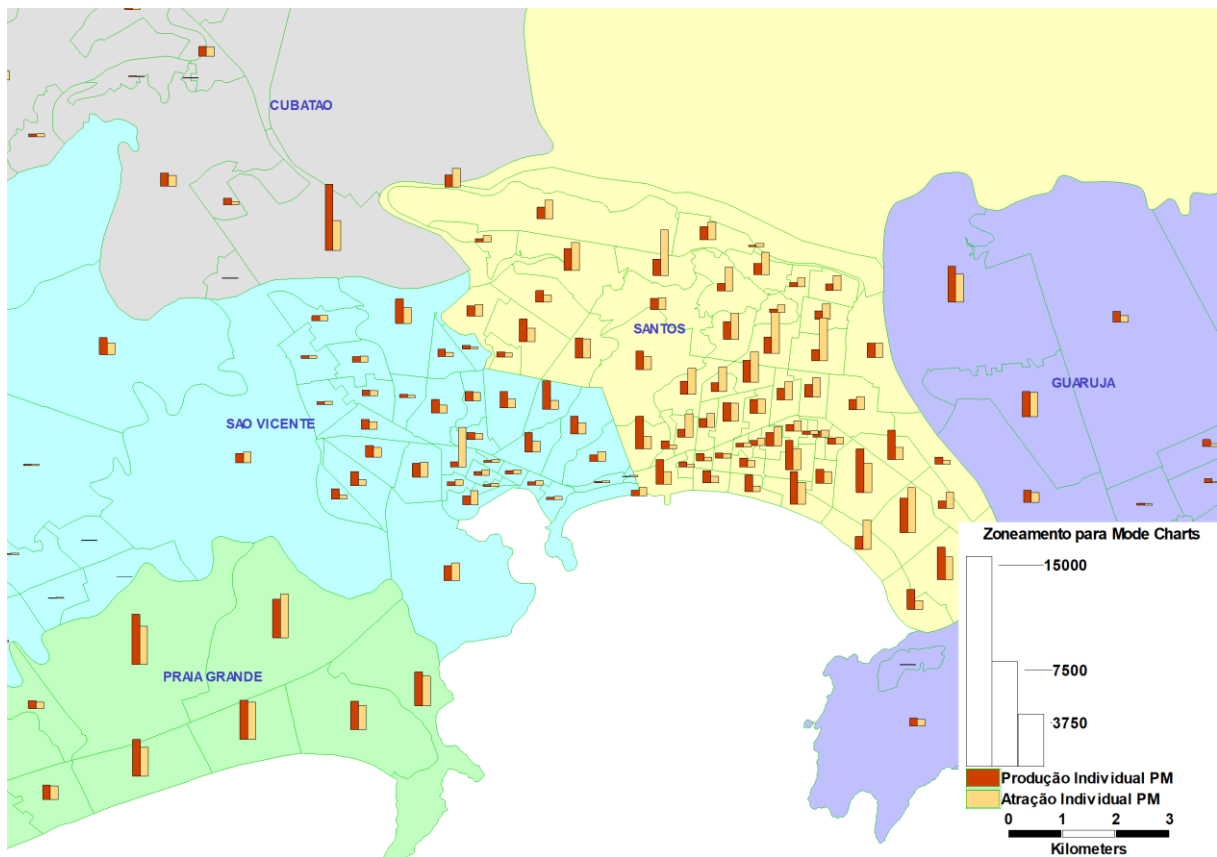 CUBATAO
SANTOS
GUARUJA
SAO VICENTE
PRAIA GRANDE
Zoneamento para Mode Charts
15000
7500
3750
Produção Individual PM
Atração Individual PM
0 1 2 3
Kilometers